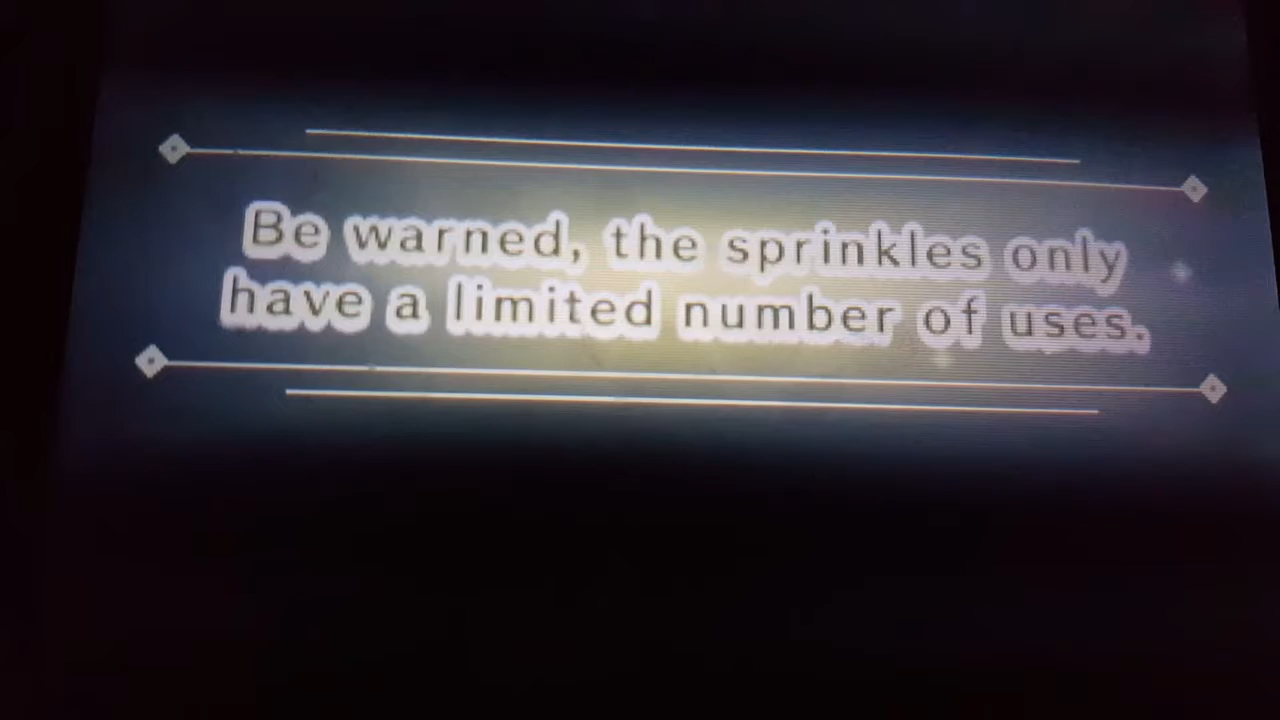 Be warned, the sprinkles only
have a limited number of uses.